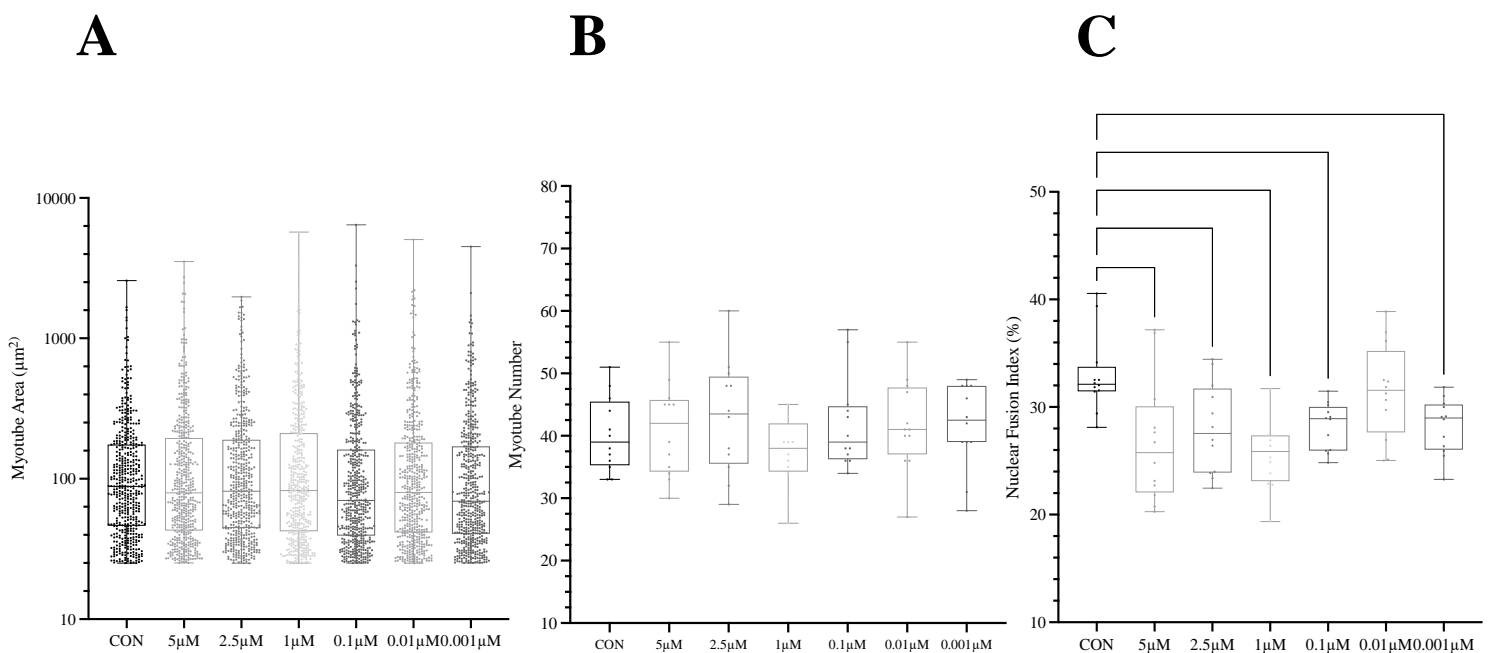 A
B
C
Myotube Area (µm²)
10000
1000
100
10
CON
5µM
2.5µM
1µM
0.1µM
0.01µM
0.001µM
Myotube Number
80
70
60
50
40
30
20
10
CON
5µM
2.5µM
1µM
0.1µM
0.01µM
0.001µM
Nuclear Fusion Index (%)
50
40
30
20
10
CON
5µM
2.5µM
1µM
0.1µM
0.01µM
0.001µM